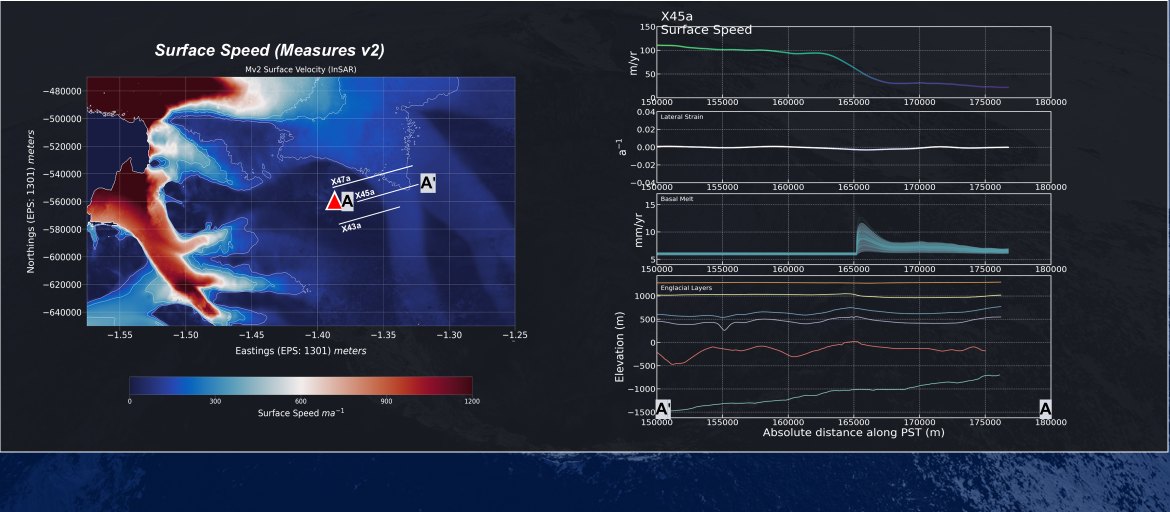 Surface Speed (Measures v2)
Mv2 Surface Velocity (InSAR)
−480000
−500000
−520000
−540000
−560000
−580000
−600000
−620000
−640000
Northings (EPS: 1301) meters
X47a
X45a
X43a
A
A'
−1.55
−1.50
−1.45
−1.40
−1.35
−1.30
−1.25
Eastings (EPS: 1301) meters
0 300 600 900 1200
Surface Speed ma⁻¹
X45a
Surface Speed
150
100
50
0
m/yr
150000 155000 160000 165000 170000 175000 180000
Lateral Strain
0.04
0.02
0.00
−0.02
−0.04
a⁻¹
150000 155000 160000 165000 170000 175000 180000
Basal Melt
15
10
5
mm/yr
150000 155000 160000 165000 170000 175000 180000
Englacial Layers
1000
500
0
−500
−1000
−1500
Elevation (m)
A'
A
150000 155000 160000 165000 170000 175000 180000
Absolute distance along PST (m)